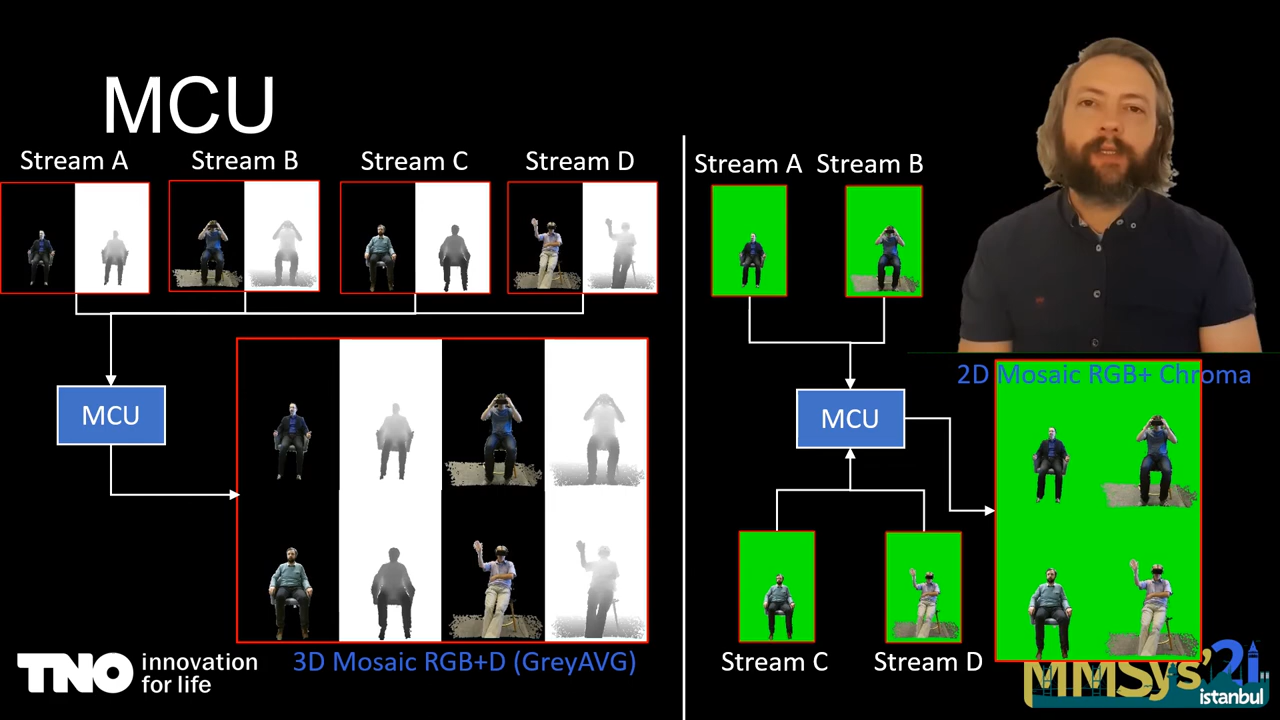 MCU
Stream A
Stream B
Stream C
Stream D
MCU
3D Mosaic RGB+D (GreyAVG)
TNO innovation
for life
Stream A
Stream B
MCU
2D Mosaic RGB+ Chroma
Stream C
Stream D
MMSys'21
istanbul